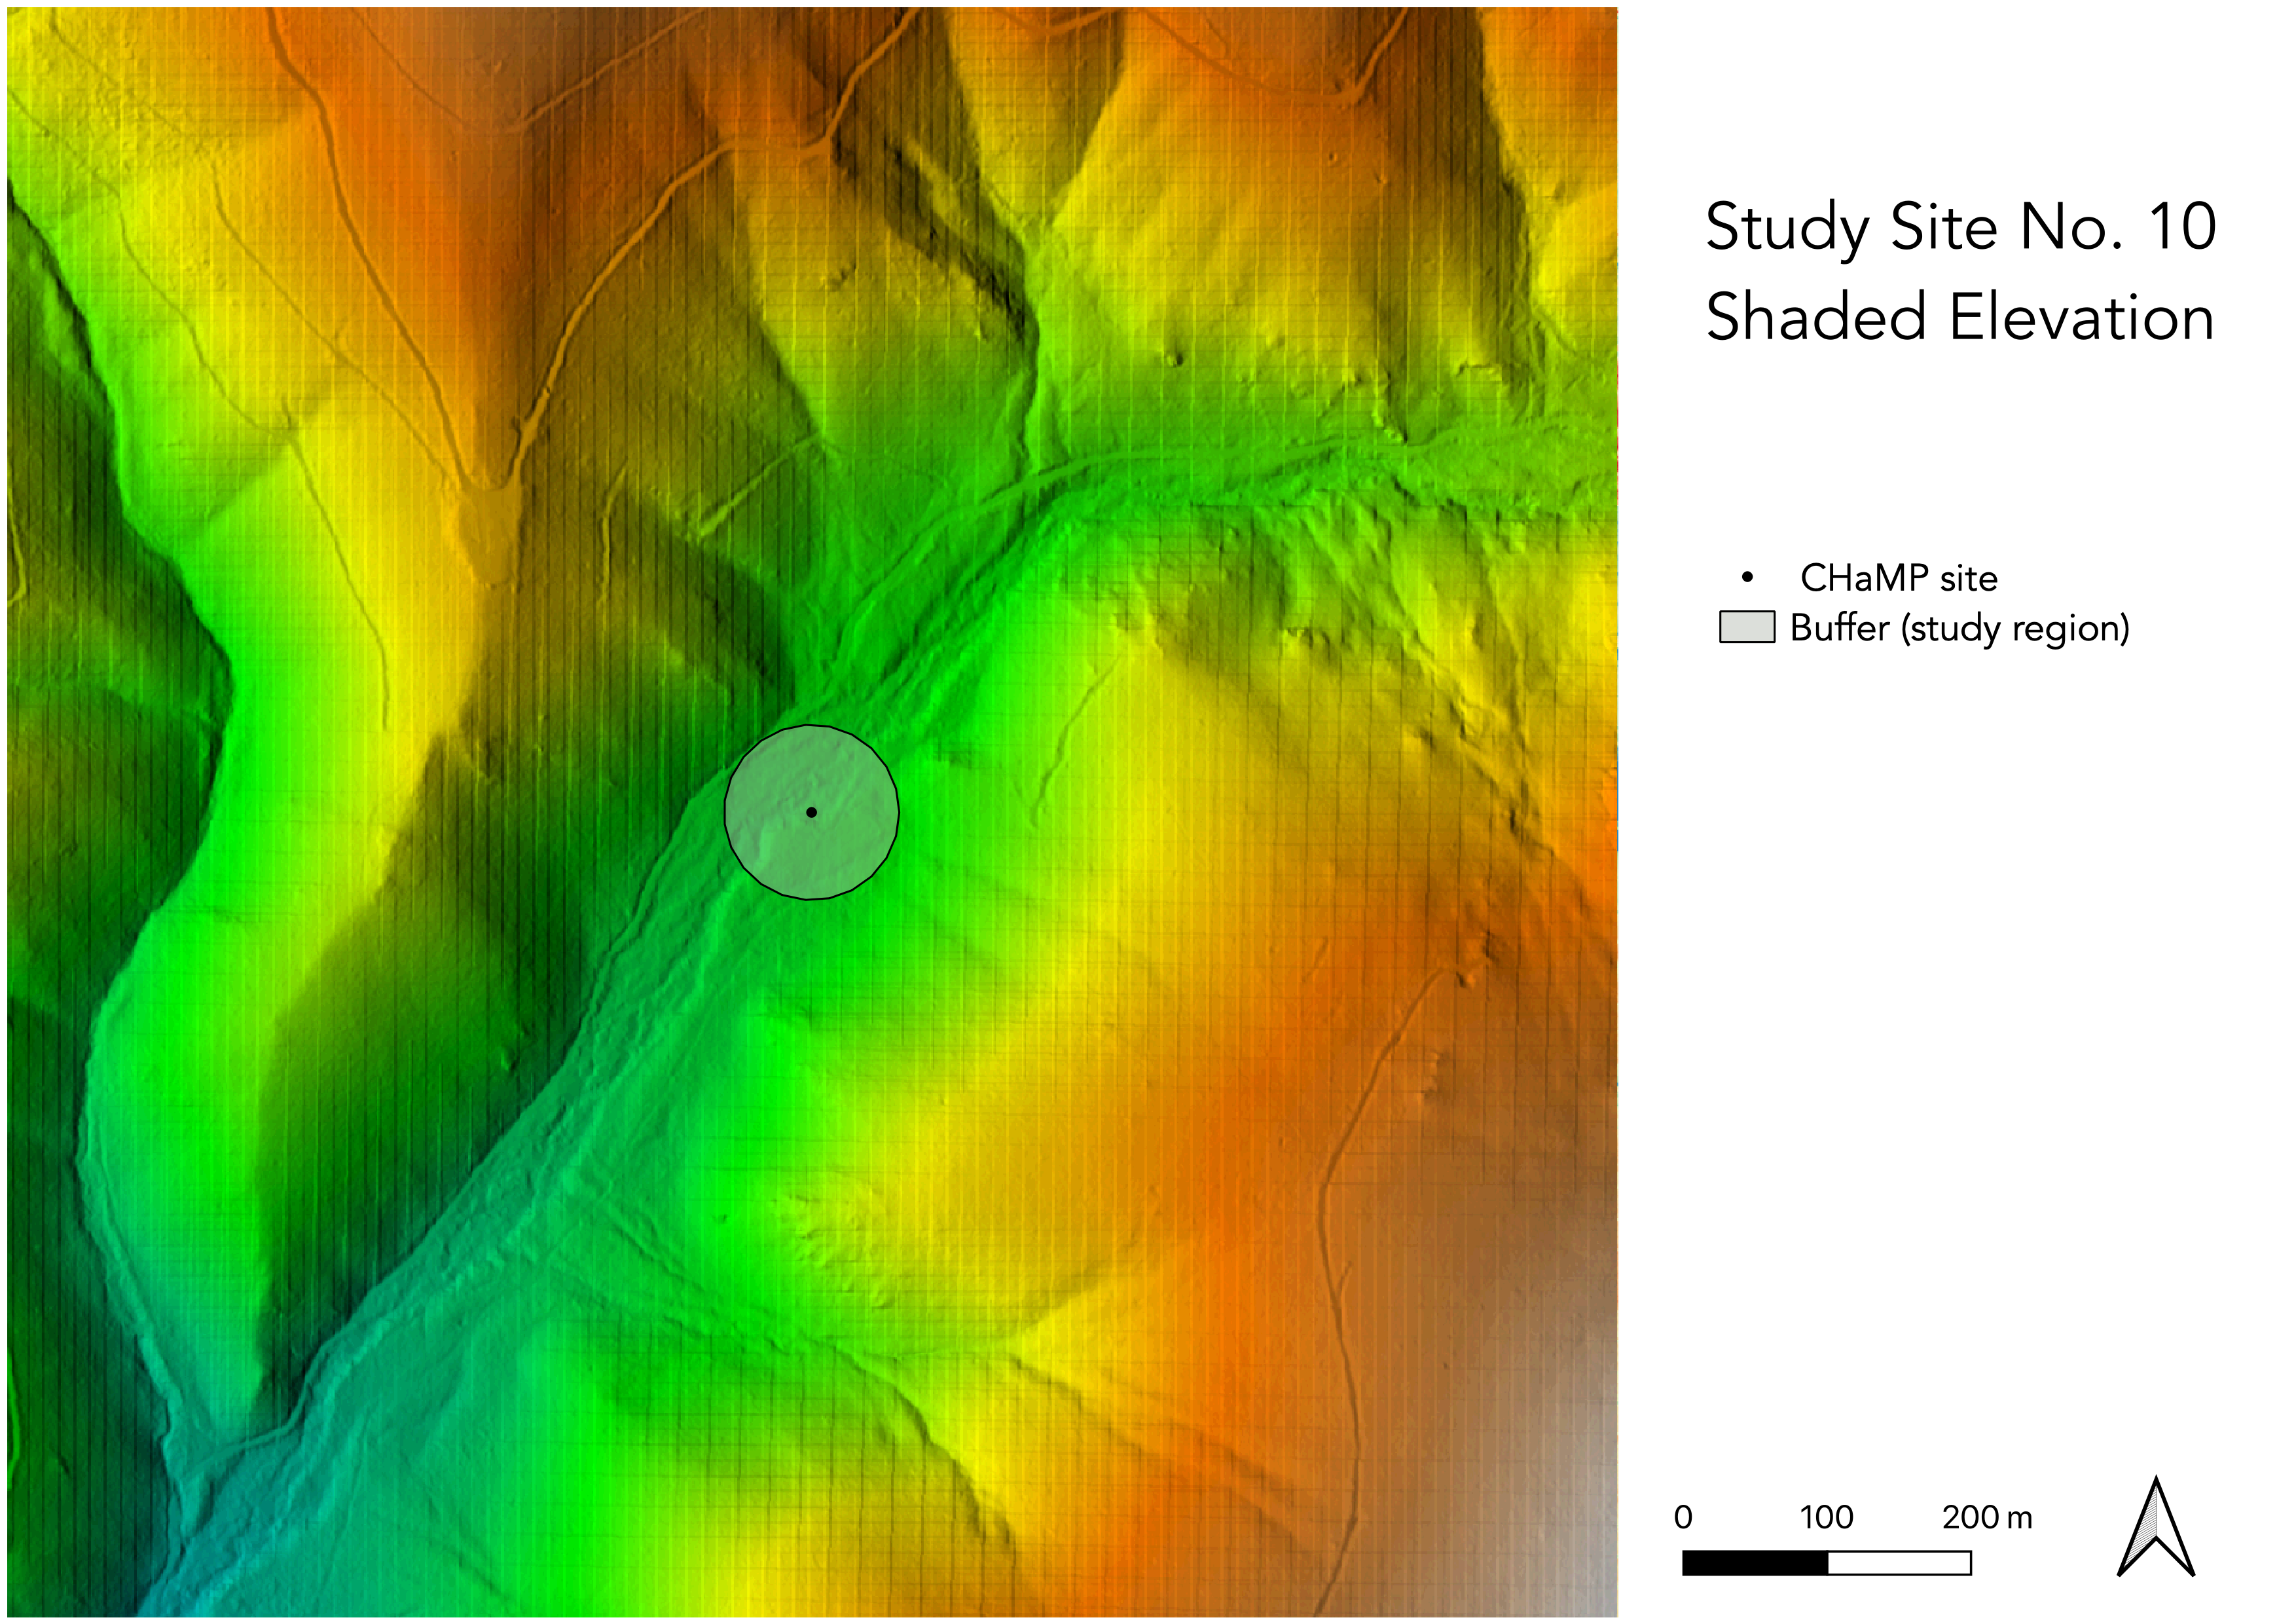 Study Site No. 10
Shaded Elevation
CHaMP site
Buffer (study region)
0 100 200 m